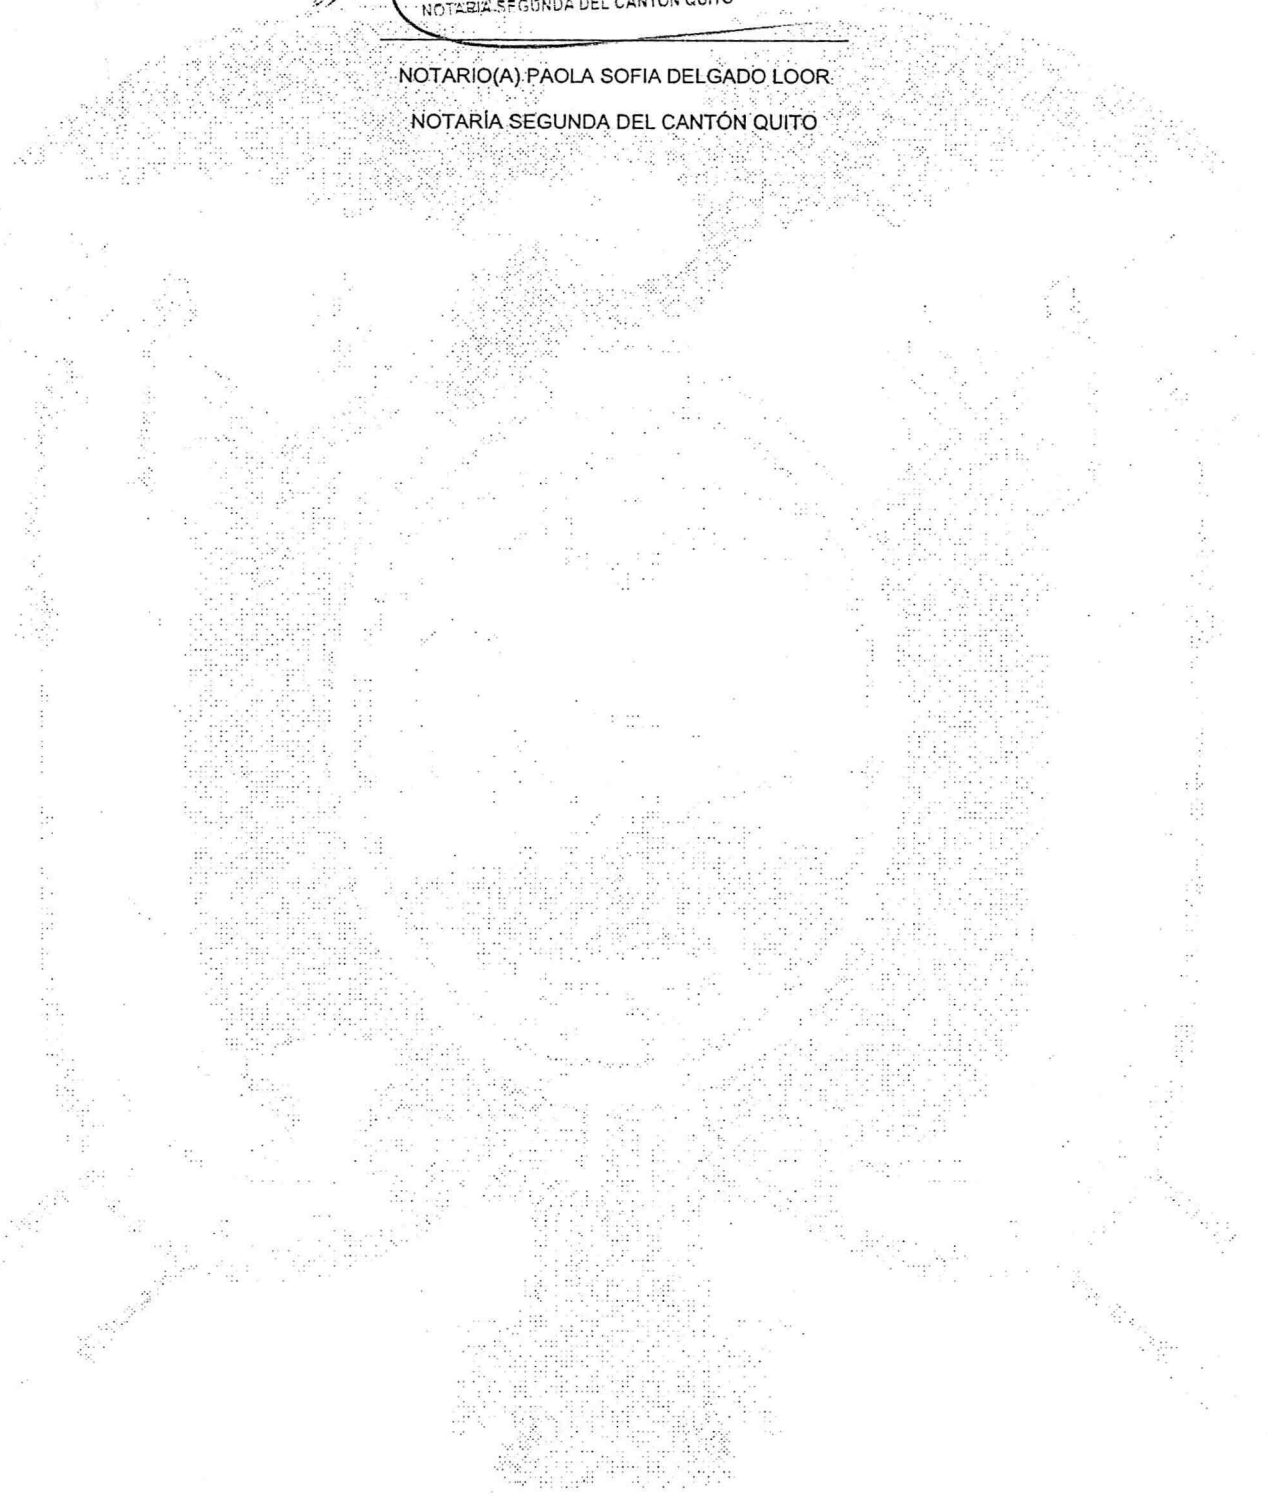 NOTARIA SEGUNDA DEL CANTON QUITO
NOTARIO(A) PAOLA SOFIA DELGADO LOOR
NOTARÍA SEGUNDA DEL CANTÓN QUITO